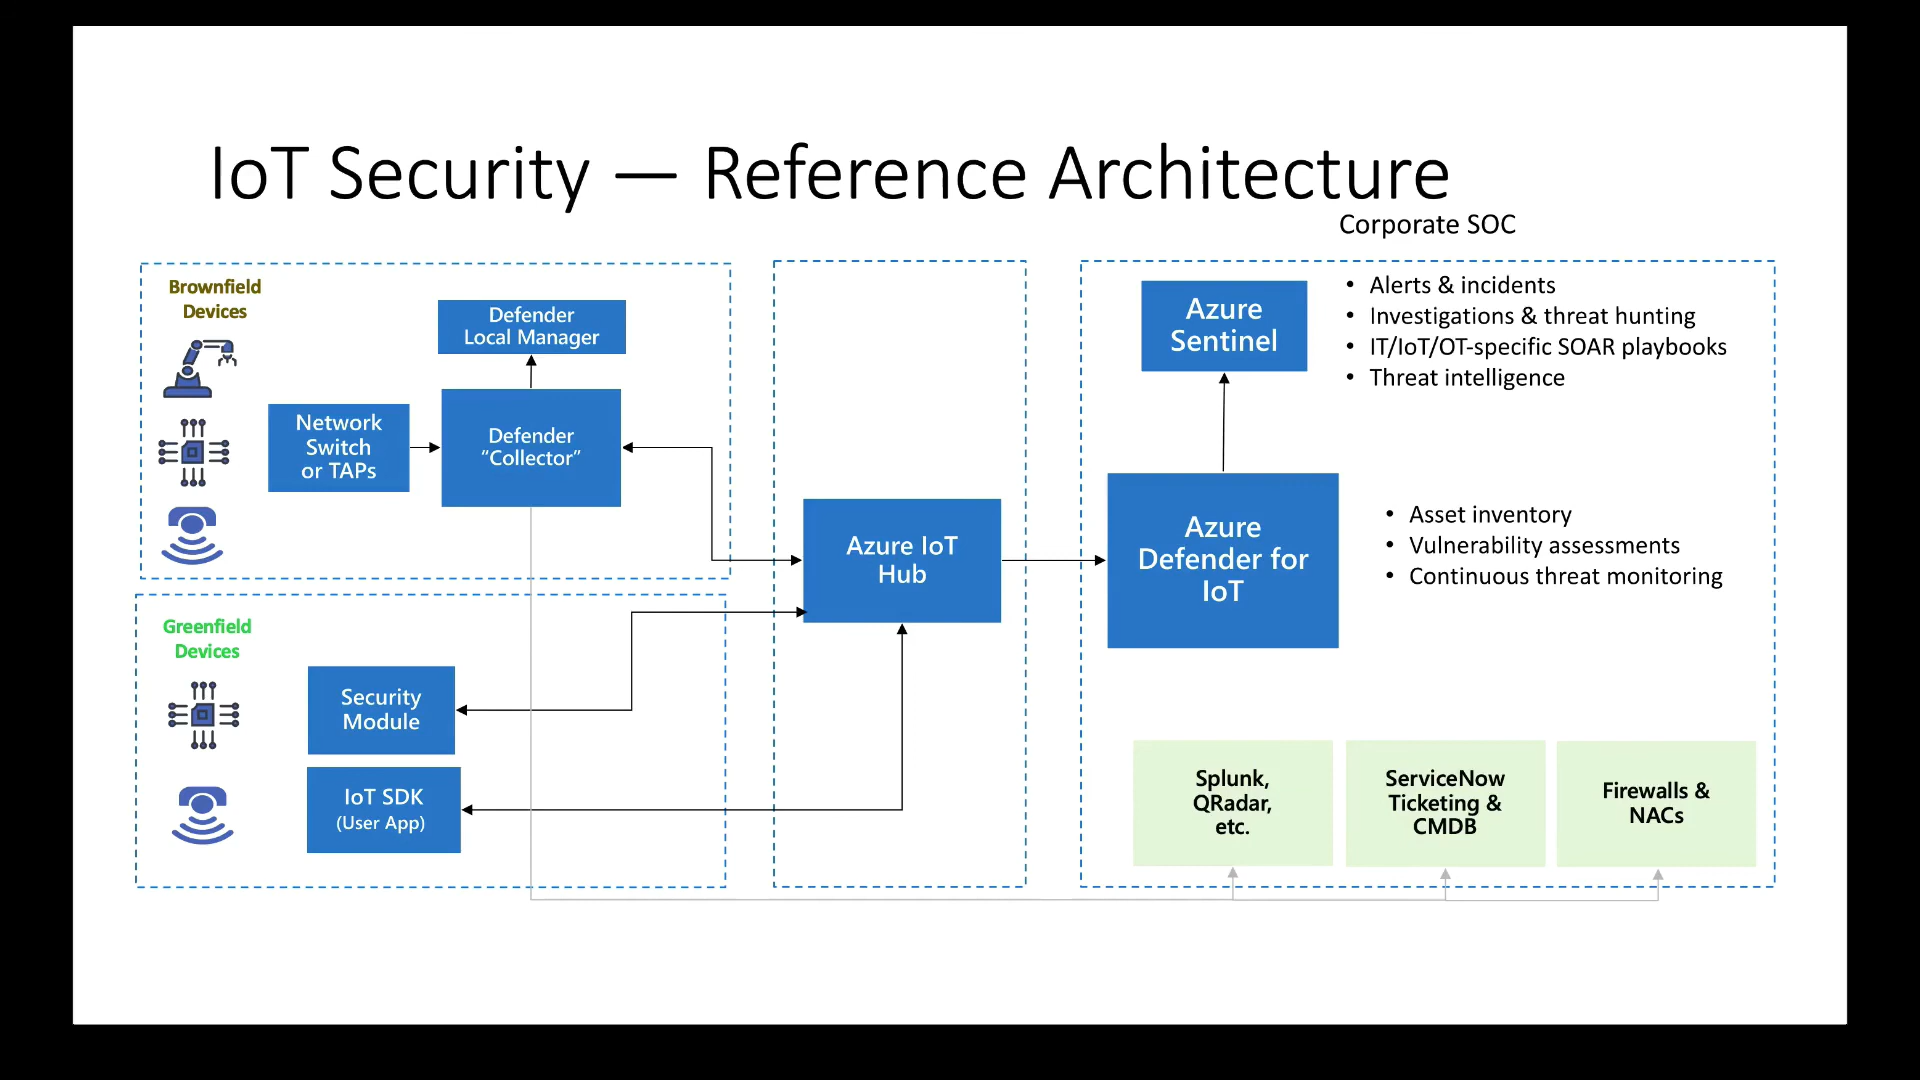 IoT Security — Reference Architecture
Corporate SOC
Brownfield
Devices
Defender
Local Manager
Network
Switch
or TAPs
Defender
“Collector”
Greenfield
Devices
Security
Module
IoT SDK
(User App)
Azure IoT
Hub
Azure
Sentinel
• Alerts & incidents
• Investigations & threat hunting
• IT/IoT/OT-specific SOAR playbooks
• Threat intelligence
Azure
Defender for
IoT
• Asset inventory
• Vulnerability assessments
• Continuous threat monitoring
Splunk,
QRadar,
etc.
ServiceNow
Ticketing &
CMDB
Firewalls &
NACs